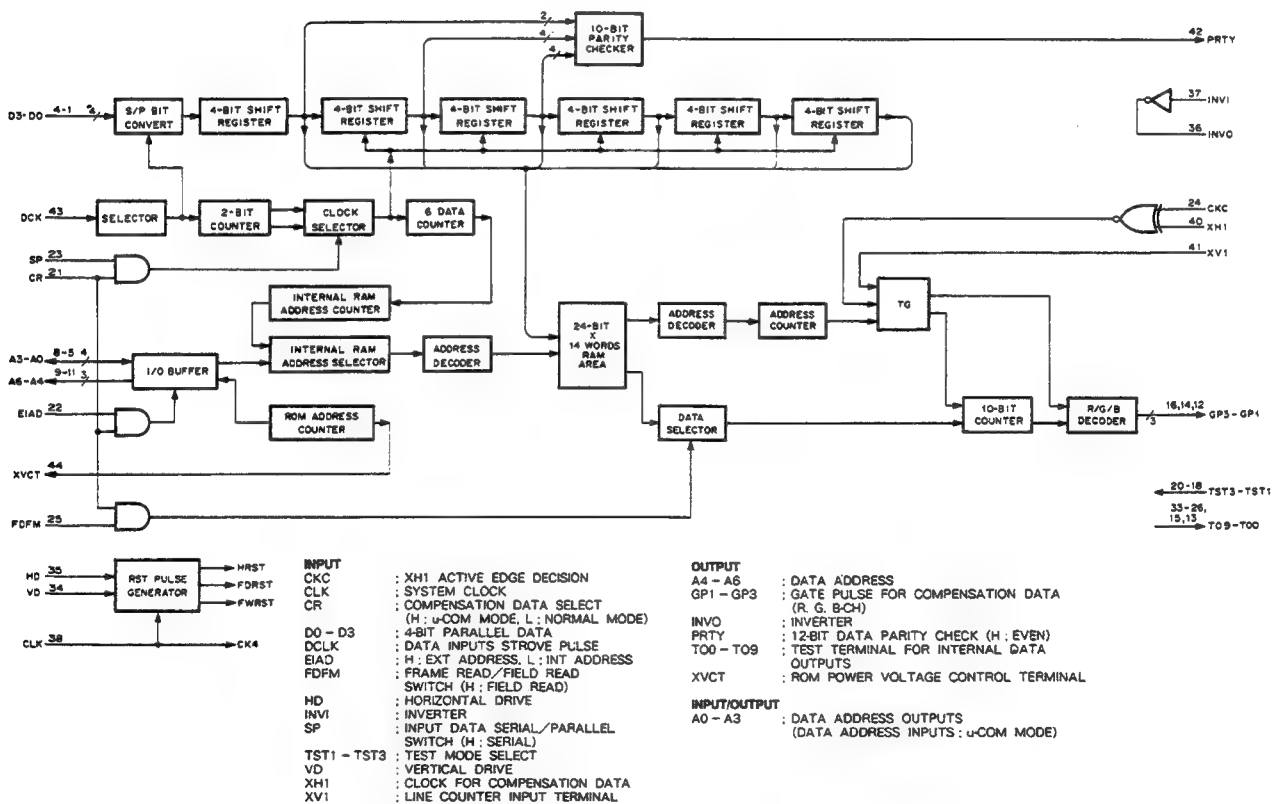 2
4
4
10-BIT
PARITY
CHECKER
42
PRTY
D3-D0
4-1
4
S/P BIT
CONVERT
4-BIT SHIFT
REGISTER
4-BIT SHIFT
REGISTER
4-BIT SHIFT
REGISTER
4-BIT SHIFT
REGISTER
4-BIT SHIFT
REGISTER
4-BIT SHIFT
REGISTER
37
INVI
36
INVO
DCK
43
SELECTOR
2-BIT
COUNTER
CLOCK
SELECTOR
6 DATA
COUNTER
24
CKC
40
XH1
41
XV1
SP
23
CR
21
INTERNAL RAM
ADDRESS COUNTER
INTERNAL RAM
ADDRESS SELECTOR
ADDRESS
DECODER
24-BIT
X
14 WORDS
RAM
AREA
ADDRESS
DECODER
ADDRESS
COUNTER
TG
A3-A0
8-5
4
A6-A4
9-11
3
I/O BUFFER
EIAD
22
ROM ADDRESS
COUNTER
DATA
SELECTOR
10-BIT
COUNTER
R/G/B
DECODER
16,14,12
3
GP3-GP1
XVCT
44
FDFM
25
20-18
TST3-TST1
33-26,
15,13
TO9-TO0
HD
35
VD
34
RST PULSE
GENERATOR
HRST
FDRST
FWRST
CLK
38
CK4
INPUT
CKC : XH1 ACTIVE EDGE DECISION
CLK : SYSTEM CLOCK
CR : COMPENSATION DATA SELECT
(H : u-COM MODE, L : NORMAL MODE)
D0 - D3 : 4-BIT PARALLEL DATA
DCLK : DATA INPUTS STROVE PULSE
EIAD : H : EXT ADDRESS, L : INT ADDRESS
FDFM : FRAME READ/FIELD READ
SWITCH (H : FIELD READ)
HD : HORIZONTAL DRIVE
INVI : INVERTER
SP : INPUT DATA SERIAL/PARALLEL
SWITCH (H : SERIAL)
TST1 - TST3 : TEST MODE SELECT
VD : VERTICAL DRIVE
XH1 : CLOCK FOR COMPENSATION DATA
XV1 : LINE COUNTER INPUT TERMINAL
OUTPUT
A4 - A6 : DATA ADDRESS
GP1 - GP3 : GATE PULSE FOR COMPENSATION DATA
(R. G. B-CH)
INVO : INVERTER
PRTY : 12-BIT DATA PARITY CHECK (H : EVEN)
TO0 - TO9 : TEST TERMINAL FOR INTERNAL DATA
OUTPUTS
XVCT : ROM POWER VOLTAGE CONTROL TERMINAL
INPUT/OUTPUT
A0 - A3 : DATA ADDRESS OUTPUTS
(DATA ADDRESS INPUTS : u-COM MODE)